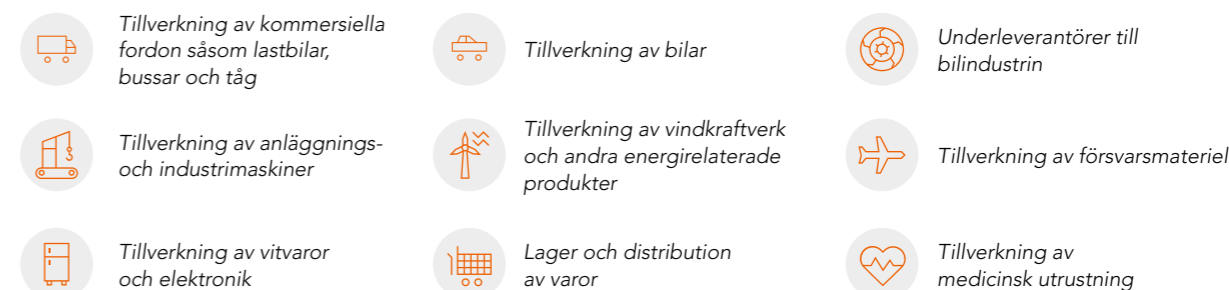 Tillverkning av kommersiella
fordon såsom lastbilar,
bussar och tåg
Tillverkning av bilar
Underleverantörer till
bilindustrin
Tillverkning av anläggnings-
och industrimaskiner
Tillverkning av vindkraftverk
och andra energirelaterade
produkter
Tillverkning av försvarsmateriel
Tillverkning av vitvaror
och elektronik
Lager och distribution
av varor
Tillverkning av
medicinsk utrustning